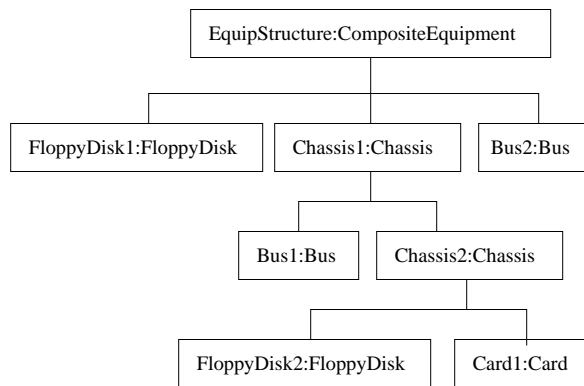 EquipStructure:CompositeEquipment
FloppyDisk1:FloppyDisk
Chassis1:Chassis
Bus2:Bus
Bus1:Bus
Chassis2:Chassis
FloppyDisk2:FloppyDisk
Card1:Card